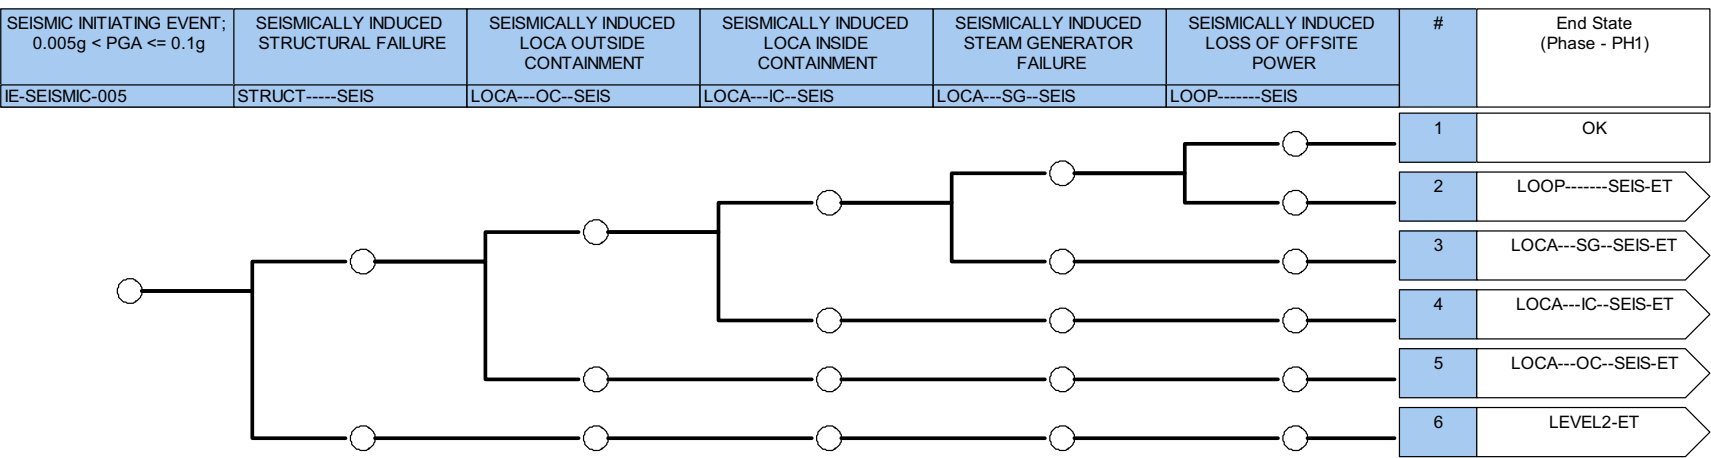 SEISMIC INITIATING EVENT;
0.005g < PGA <= 0.1g
IE-SEISMIC-005
SEISMICALLY INDUCED
STRUCTURAL FAILURE
STRUCT-----SEIS
SEISMICALLY INDUCED
LOCA OUTSIDE
CONTAINMENT
LOCA---OC--SEIS
SEISMICALLY INDUCED
LOCA INSIDE
CONTAINMENT
LOCA---IC--SEIS
SEISMICALLY INDUCED
STEAM GENERATOR
FAILURE
LOCA---SG--SEIS
SEISMICALLY INDUCED
LOSS OF OFFSITE
POWER
LOOP-------SEIS
#
End State
(Phase - PH1)
1
OK
2
LOOP-------SEIS-ET
3
LOCA---SG--SEIS-ET
4
LOCA---IC--SEIS-ET
5
LOCA---OC--SEIS-ET
6
LEVEL2-ET